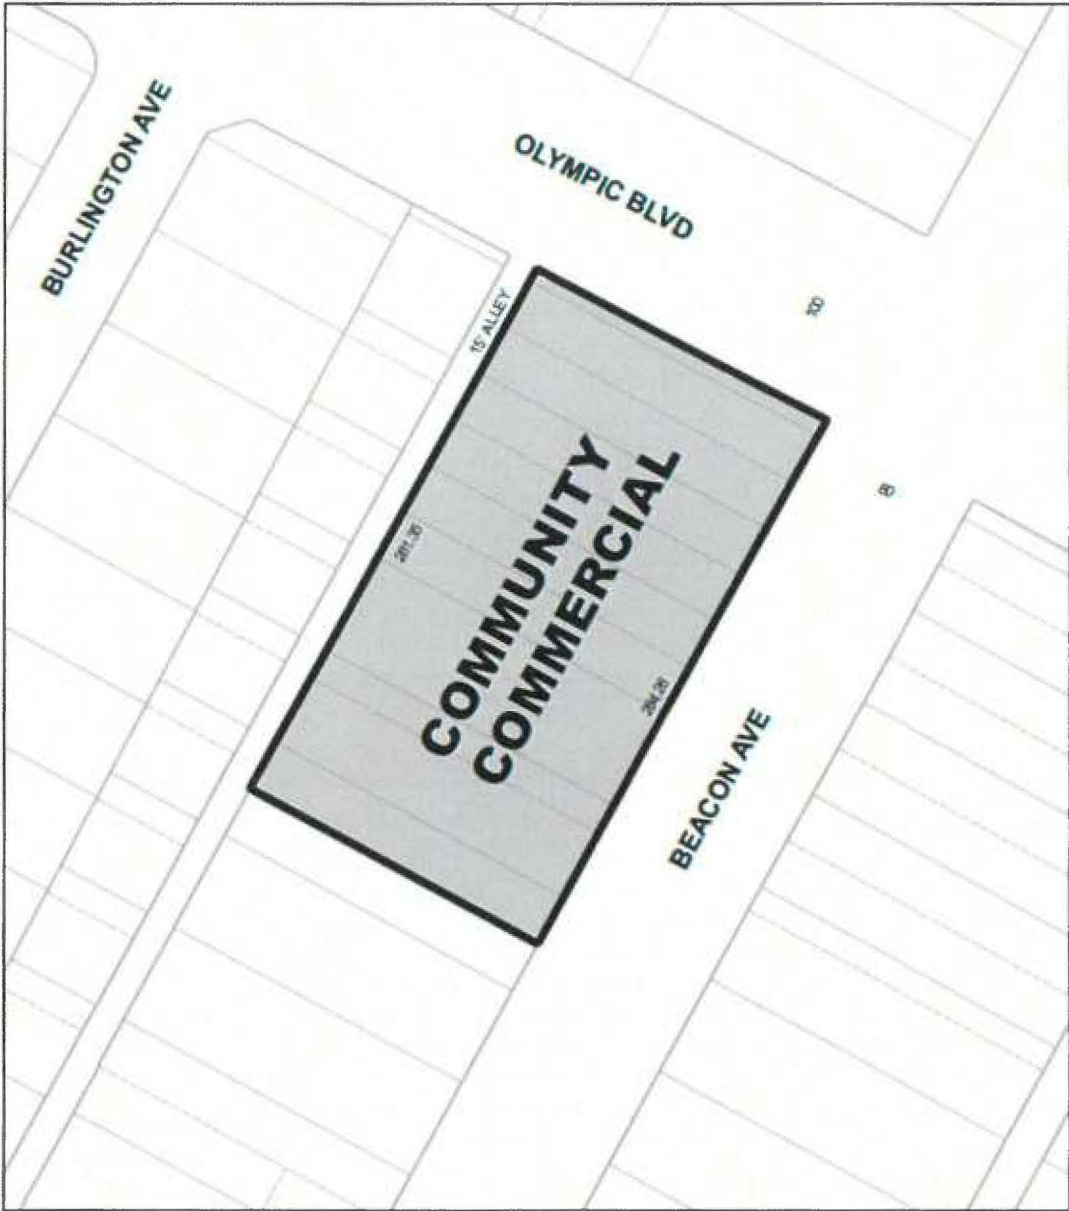 BURLINGTON AVE
OLYMPIC BLVD
15' ALLEY
100
80
COMMUNITY
COMMERCIAL
BEACON AVE